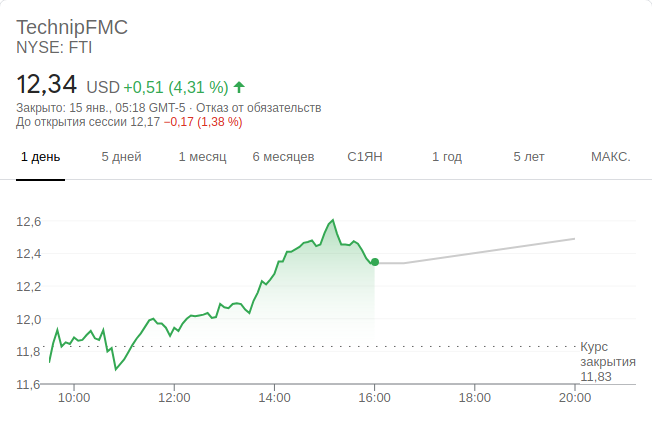 TechnipFMC
NYSE: FTI
12,34 USD +0,51 (4,31 %)
Закрыто: 15 янв., 05:18 GMT-5 · Отказ от обязательств
До открытия сессии 12,17 −0,17 (1,38 %)
1 день 5 дней 1 месяц 6 месяцев С1ЯН 1 год 5 лет МАКС.
12,6
12,4
12,2
12,0
11,8
11,6
Курс
закрытия
11,83
10:00 12:00 14:00 16:00 18:00 20:00